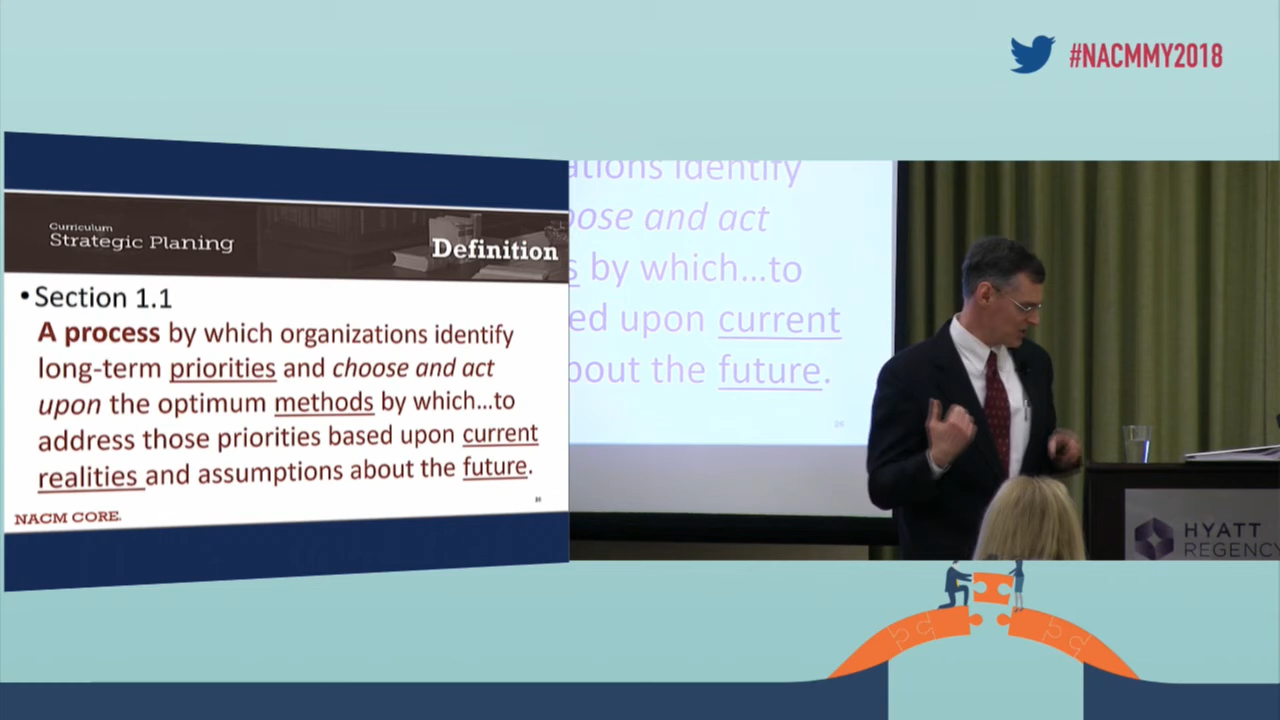 #NACMMY2018
Curriculum
Strategic Planing
Definition
• Section 1.1
A process by which organizations identify
long-term priorities and choose and act
upon the optimum methods by which...to
address those priorities based upon current
realities and assumptions about the future.
NACM CORE.
ations identify
oose and act
s by which...to
ed upon current
bout the future.
HYATT
REGENCY